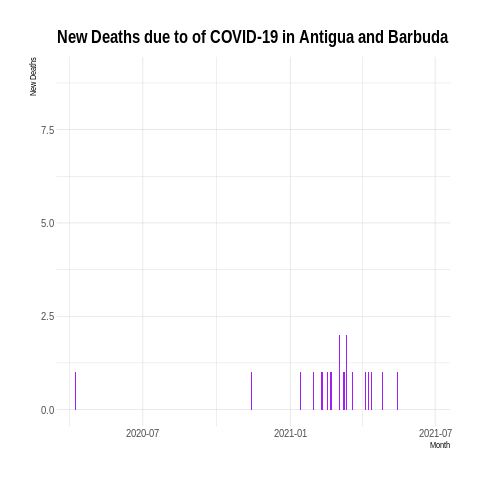 New Deaths due to of COVID-19 in Antigua and Barbuda
New Deaths
7.5
5.0
2.5
0.0
2020-07 2021-01 2021-07
Month